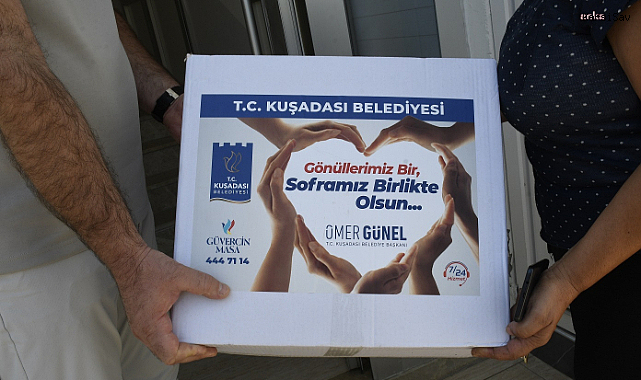 T.C. KUŞADASI BELEDİYESİ
Gönüllerimiz Bir,
Soframız Birlikte
Olsun...
ÖMER GÜNEL
T.C. KUŞADASI BELEDİYE BAŞKANI
T.C.
KUŞADASI
BELEDİYESİ
GÜVERCİN
MASA
444 71 14
7/24
Hizmet